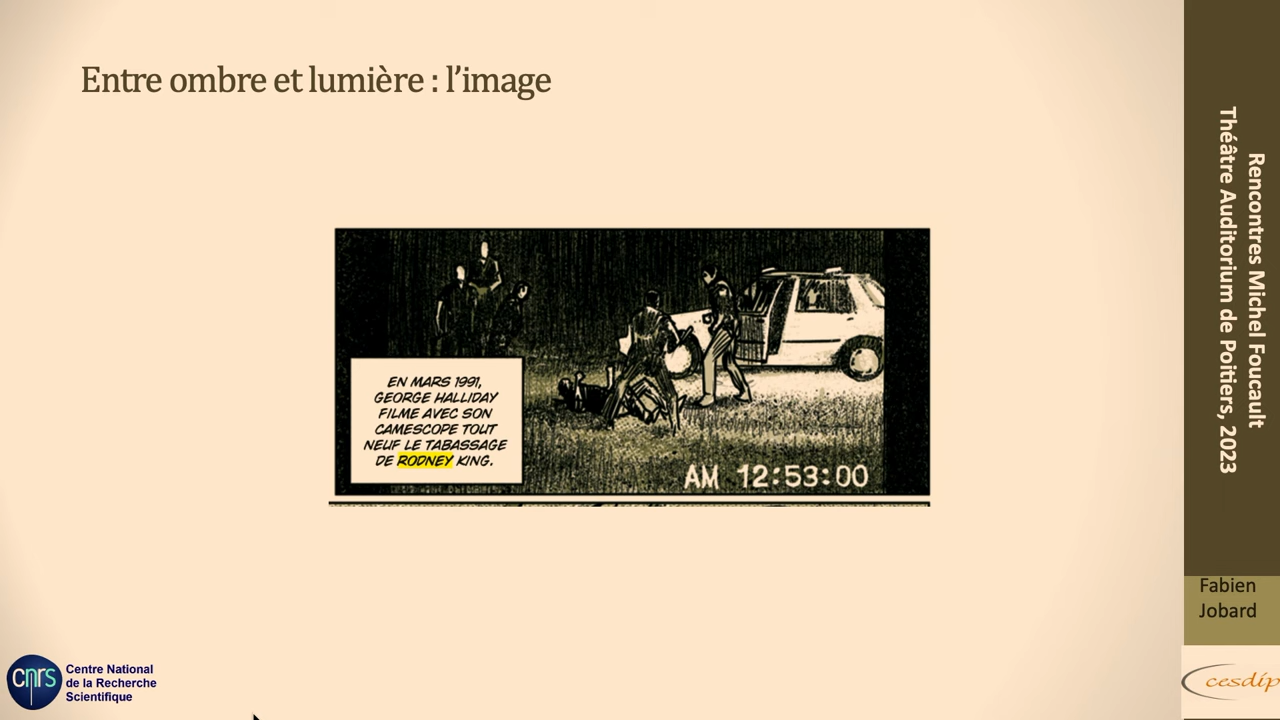 Entre ombre et lumière : l’image
EN MARS 1991,
GEORGE HALLIDAY
FILME AVEC SON
CAMESCOPE TOUT
NEUF LE TABASSAGE
DE RODNEY KING.
AM 12:53:00
Rencontres Michel Foucault
Théâtre Auditorium de Poitiers, 2023
Fabien
Jobard
cnrs
Centre National
de la Recherche
Scientifique
cesdip